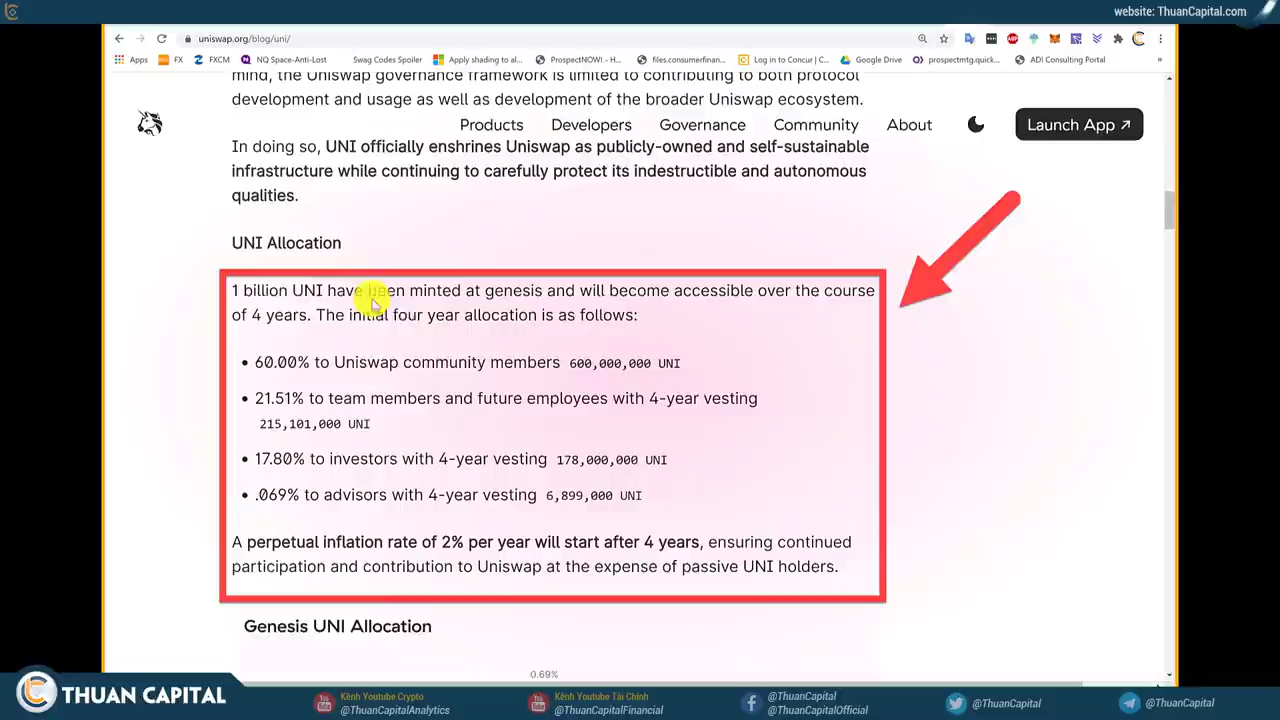 website: ThuanCapital.com
uniswap.org/blog/uni/
Apps FX FXCM NQ Space-Anti-Lost Swag Codes Spoiler Apply shading to al... ProspectNOW! - H... files.consumerfinan... Log in to Concur | C... Google Drive prospectmtg.quick... ADI Consulting Portal »
mind, the Uniswap governance framework is limited to contributing to both protocol
development and usage as well as development of the broader Uniswap ecosystem.
Products Developers Governance Community About Launch App ↗
In doing so, UNI officially enshrines Uniswap as publicly-owned and self-sustainable
infrastructure while continuing to carefully protect its indestructible and autonomous
qualities.
UNI Allocation
1 billion UNI have been minted at genesis and will become accessible over the course
of 4 years. The initial four year allocation is as follows:
• 60.00% to Uniswap community members 600,000,000 UNI
• 21.51% to team members and future employees with 4-year vesting
215,101,000 UNI
• 17.80% to investors with 4-year vesting 178,000,000 UNI
• .069% to advisors with 4-year vesting 6,899,000 UNI
A perpetual inflation rate of 2% per year will start after 4 years, ensuring continued
participation and contribution to Uniswap at the expense of passive UNI holders.
Genesis UNI Allocation
0.69%
THUAN CAPITAL
Kênh Youtube Crypto
@ThuanCapitalAnalytics
Kênh Youtube Tài Chính
@ThuanCapitalFinancial
@ThuanCapital
@ThuanCapitalOfficial
@ThuanCapital
@ThuanCapital